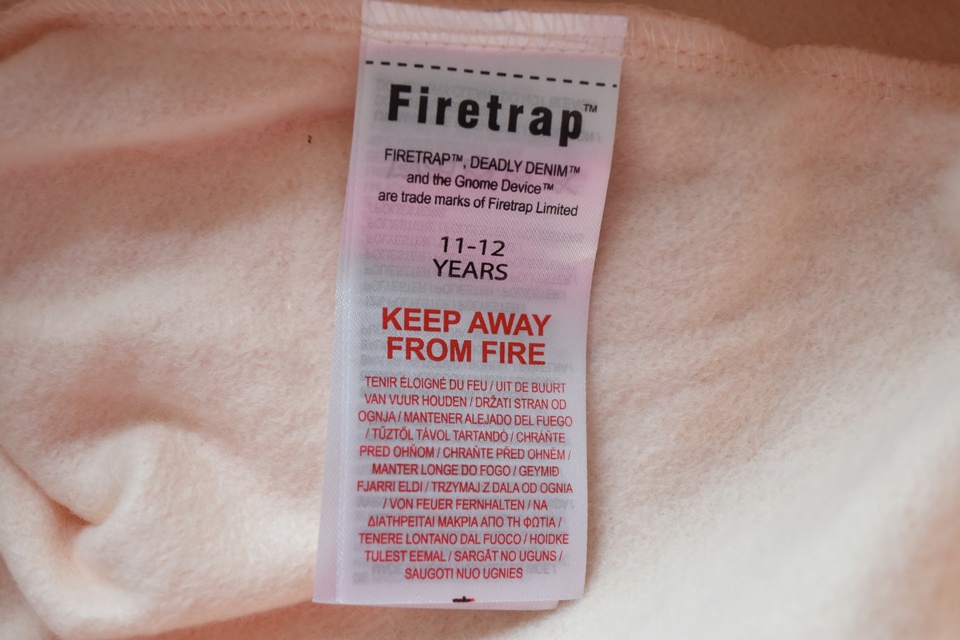 Firetrap™
FIRETRAP™, DEADLY DENIM™
and the Gnome Device™
are trade marks of Firetrap Limited
11-12
YEARS
KEEP AWAY
FROM FIRE
TENIR ÉLOIGNÉ DU FEU / UIT DE BUURT
VAN VUUR HOUDEN / DRŽATI STRAN OD
OGNJA / MANTENER ALEJADO DEL FUEGO
/ TŰZTŐL TÁVOL TARTANDÓ / CHRÁŇTE
PRED OHŇOM / CHRAŇTE PŘED OHNĚM /
MANTER LONGE DO FOGO / GEYMIÐ
FJARRI ELDI / TRZYMAJ Z DALA OD OGNIA
/ VON FEUER FERNHALTEN / NA
ΔΙΑΤΗΡΕΙΤΑΙ ΜΑΚΡΙΑ ΑΠΟ ΤΗ ΦΩΤΙΑ /
TENERE LONTANO DAL FUOCO / HOIDKE
TULEST EEMAL / SARGĀT NO UGUNS /
SAUGOTI NUO UGNIES